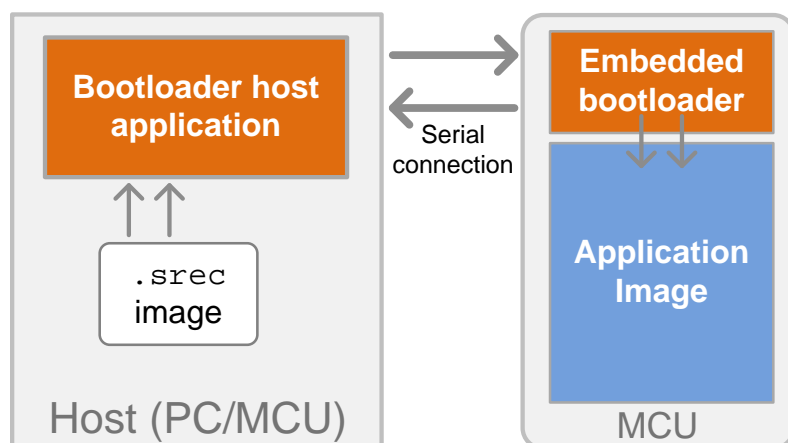 Bootloader host
application
.srec
image
Host (PC/MCU)
Serial
connection
Embedded
bootloader
Application
Image
MCU